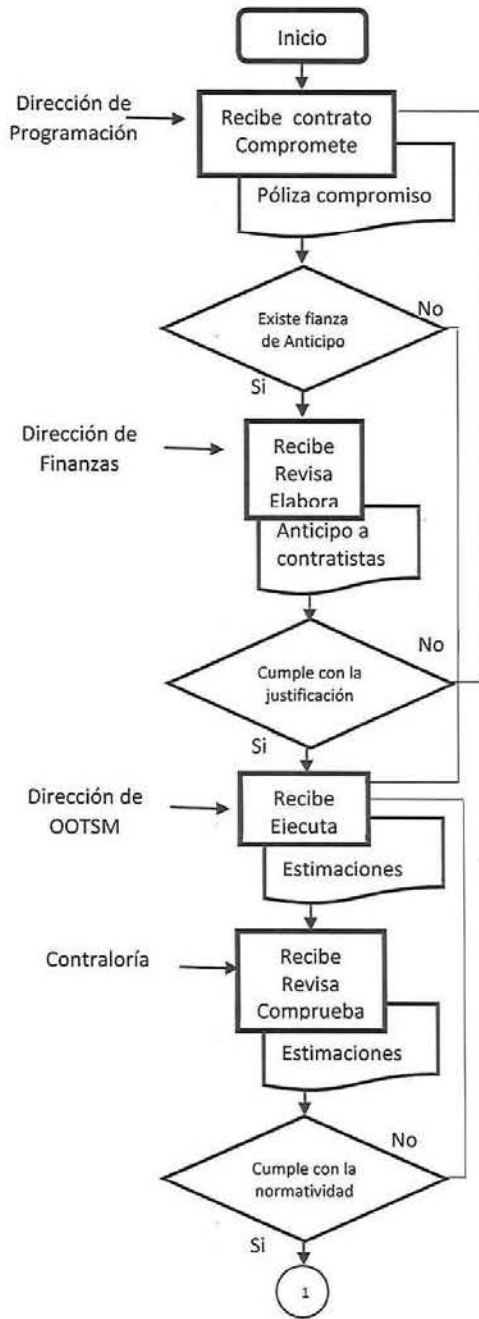 Inicio
Dirección de
Programación
Recibe contrato
Compromete
Póliza compromiso
Existe fianza
de Anticipo
No
Si
Dirección de
Finanzas
Recibe
Revisa
Elabora
Anticipo a
contratistas
Cumple con la
justificación
No
Si
Dirección de
OOTSM
Recibe
Ejecuta
Estimaciones
Contraloría
Recibe
Revisa
Comprueba
Estimaciones
Cumple con la
normatividad
No
Si
1